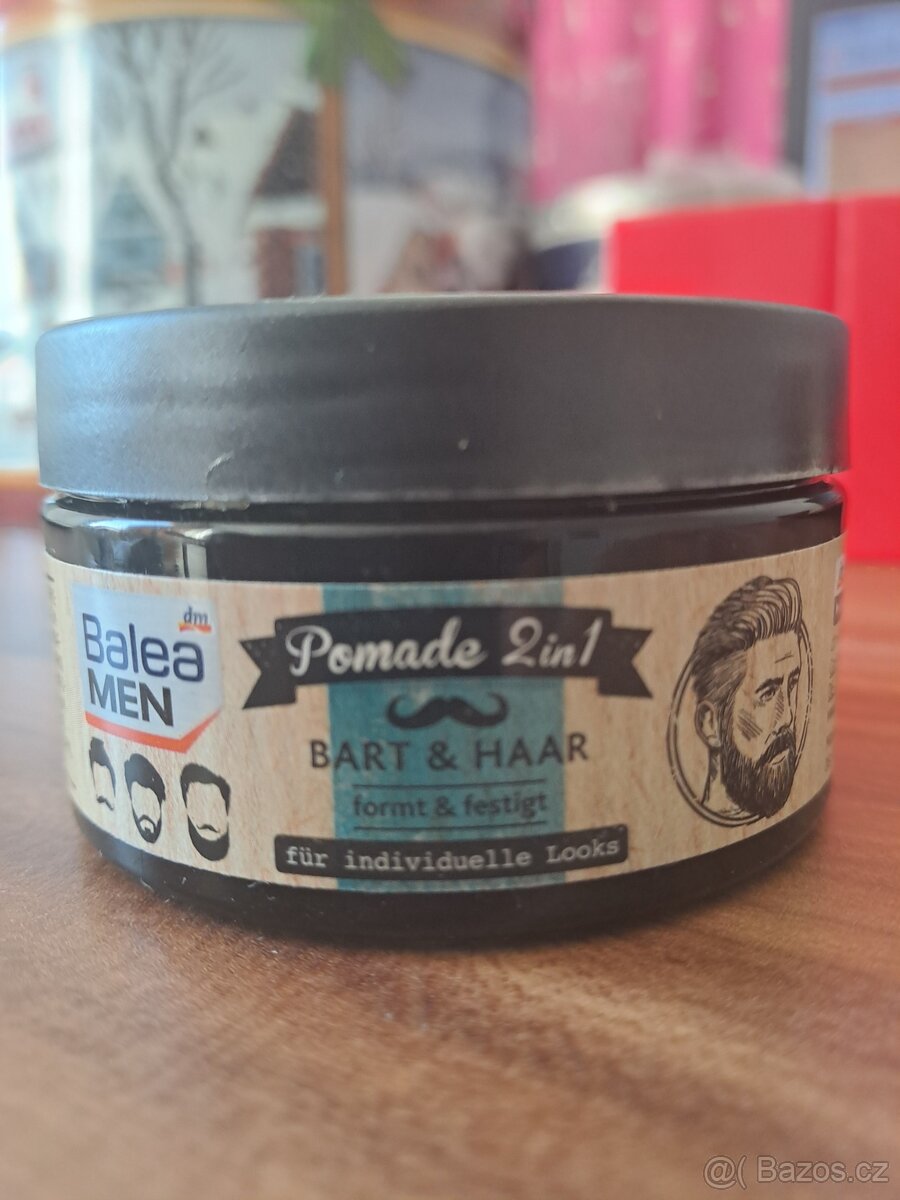 dm
Balea
MEN
Pomade 2in1
BART & HAAR
formt & festigt
für individuelle Looks
@( Bazos.cz